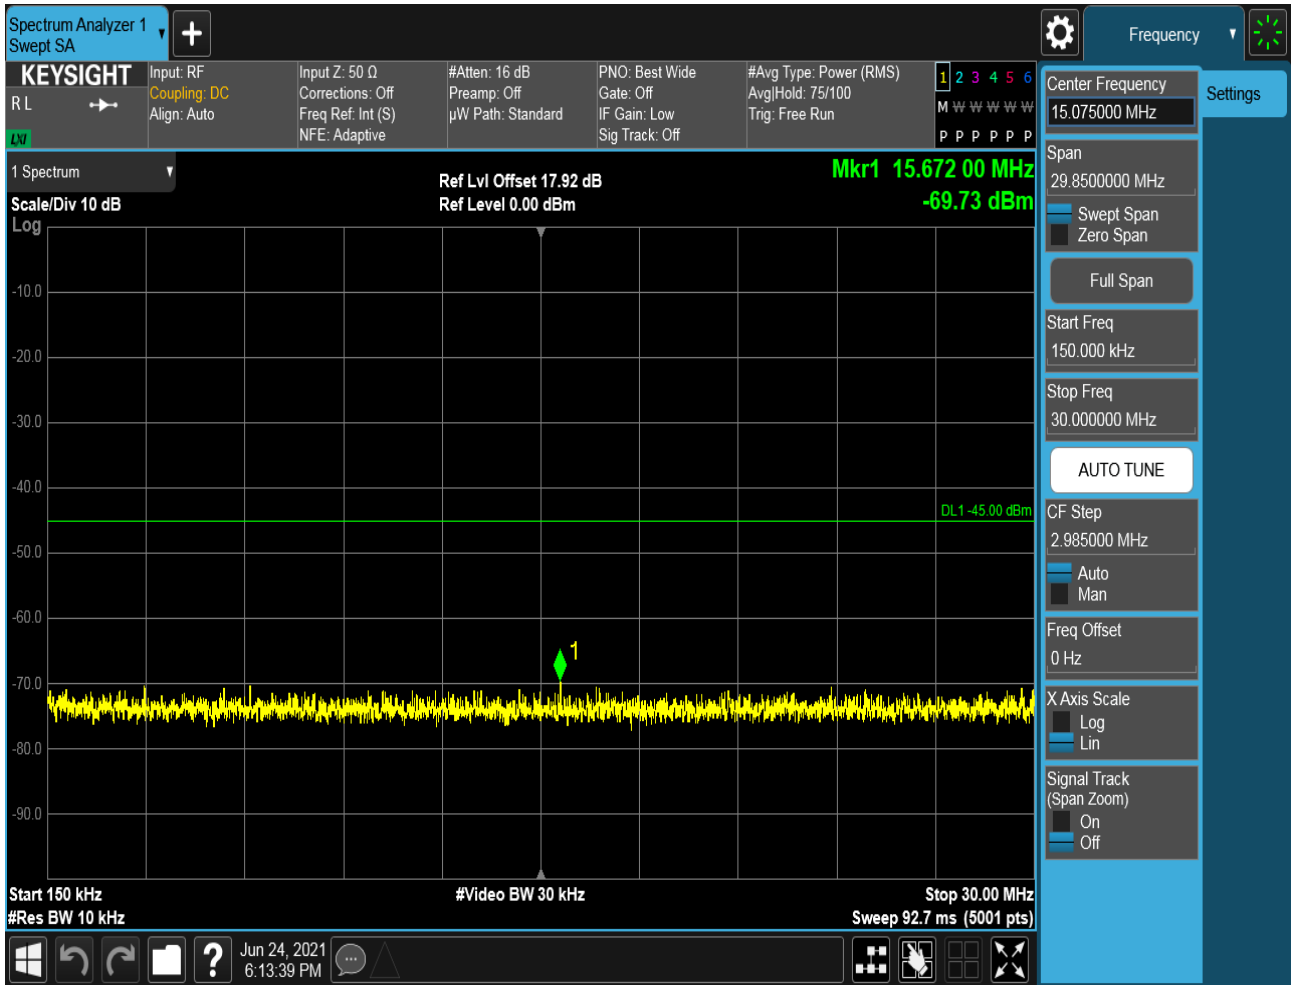 Spectrum Analyzer 1
Swept SA
Frequency
KEYSIGHT
R L
LXI
Input: RF
Coupling: DC
Align: Auto
Input Z: 50 Ω
Corrections: Off
Freq Ref: Int (S)
NFE: Adaptive
#Atten: 16 dB
Preamp: Off
µW Path: Standard
PNO: Best Wide
Gate: Off
IF Gain: Low
Sig Track: Off
#Avg Type: Power (RMS)
Avg|Hold: 75/100
Trig: Free Run
1 2 3 4 5 6
M W W W W W
P P P P P P
1 Spectrum
Scale/Div 10 dB
Log
Ref Lvl Offset 17.92 dB
Ref Level 0.00 dBm
Mkr1 15.672 00 MHz
-69.73 dBm
-10.0
-20.0
-30.0
-40.0
DL1 -45.00 dBm
-50.0
-60.0
1
-70.0
-80.0
-90.0
Start 150 kHz
#Video BW 30 kHz
Stop 30.00 MHz
#Res BW 10 kHz
Sweep 92.7 ms (5001 pts)
?
Jun 24, 2021
6:13:39 PM
Center Frequency
15.075000 MHz
Settings
Span
29.8500000 MHz
Swept Span
Zero Span
Full Span
Start Freq
150.000 kHz
Stop Freq
30.000000 MHz
AUTO TUNE
CF Step
2.985000 MHz
Auto
Man
Freq Offset
0 Hz
X Axis Scale
Log
Lin
Signal Track
(Span Zoom)
On
Off